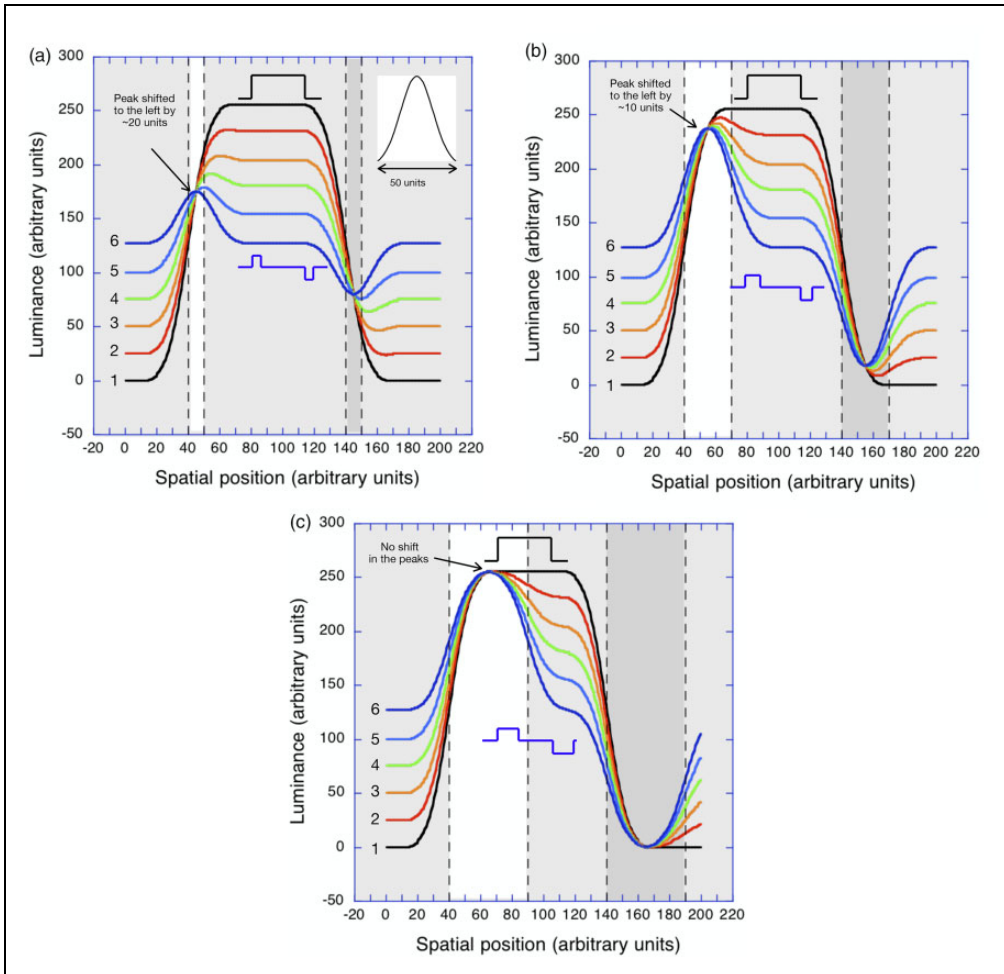 (a)
300
250
200
150
100
50
0
-50
Luminance (arbitrary units)
Peak shifted
to the left by
~20 units
50 units
6
5
4
3
2
1
-20 0 20 40 60 80 100 120 140 160 180 200 220
Spatial position (arbitrary units)
(b)
300
250
200
150
100
50
0
-50
Luminance (arbitrary units)
Peak shifted
to the left by
~10 units
6
5
4
3
2
1
-20 0 20 40 60 80 100 120 140 160 180 200 220
Spatial position (arbitrary units)
(c)
300
250
200
150
100
50
0
-50
Luminance (arbitrary units)
No shift
in the peaks
6
5
4
3
2
1
-20 0 20 40 60 80 100 120 140 160 180 200 220
Spatial position (arbitrary units)